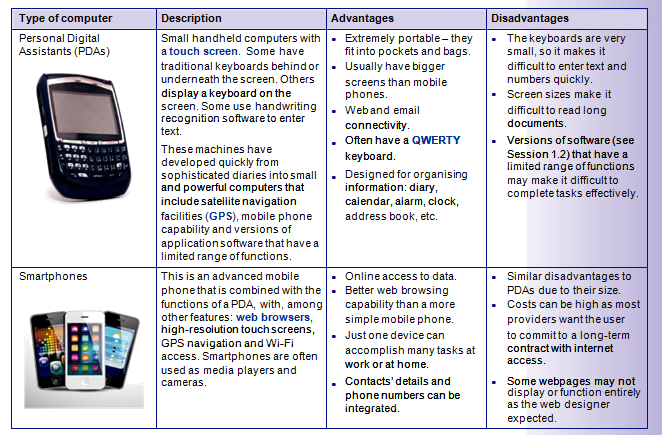 Type of computer
Description
Advantages
Disadvantages
Personal Digital
Assistants (PDAs)
Small handheld computers with
a touch screen. Some have
traditional keyboards behind or
underneath the screen. Others
display a keyboard on the
screen. Some use handwriting
recognition software to enter
text.
These machines have
developed quickly from
sophisticated diaries into small
and powerful computers that
include satellite navigation
facilities (GPS), mobile phone
capability and versions of
application software that have a
limited range of functions.
• Extremely portable – they
fit into pockets and bags.
• Usually have bigger
screens than mobile
phones.
• Web and email
connectivity.
• Often have a QWERTY
keyboard.
• Designed for organising
information: diary,
calendar, alarm, clock,
address book, etc.
• The keyboards are very
small, so it makes it
difficult to enter text and
numbers quickly.
• Screen sizes make it
difficult to read long
documents.
• Versions of software (see
Session 1.2) that have a
limited range of functions
may make it difficult to
complete tasks effectively.
Smartphones
This is an advanced mobile
phone that is combined with the
functions of a PDA, with, among
other features: web browsers,
high-resolution touch screens,
GPS navigation and Wi-Fi
access. Smartphones are often
used as media players and
cameras.
• Online access to data.
• Better web browsing
capability than a more
simple mobile phone.
• Just one device can
accomplish many tasks at
work or at home.
• Contacts' details and
phone numbers can be
integrated.
• Similar disadvantages to
PDAs due to their size.
• Costs can be high as most
providers want the user
to commit to a long-term
contract with internet
access.
• Some webpages may not
display or function entirely
as the web designer
expected.